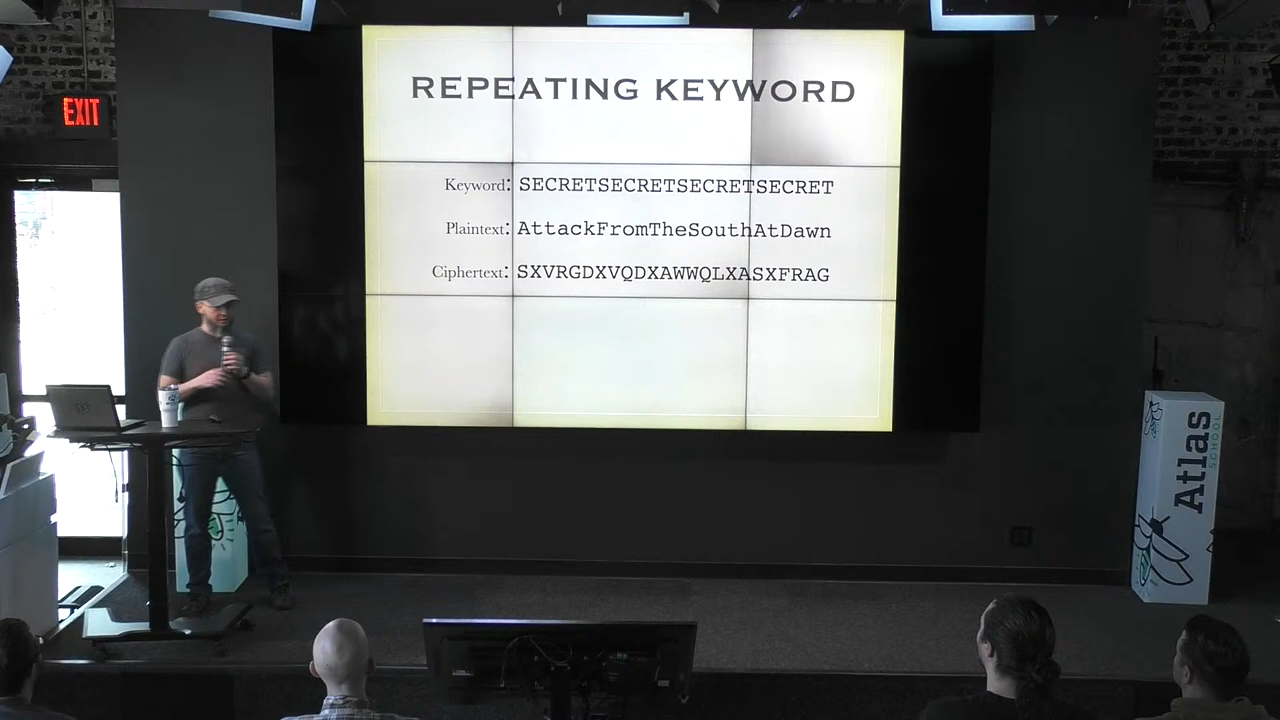 EXIT
REPEATING KEYWORD
Keyword: SECRETSECRETSECRETSECRET
Plaintext: AttackFromTheSouthAtDawn
Ciphertext: SXVRGDXVQDXAWWQLXASXFRAG
Atlas
SCHOOL